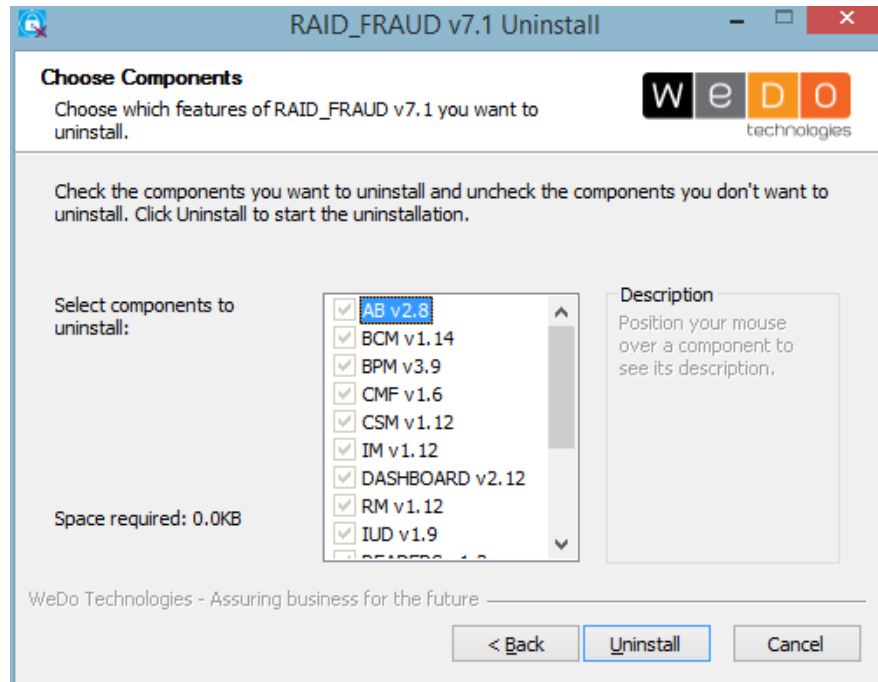 RAID_FRAUD v7.1 Uninstall
Choose Components
Choose which features of RAID_FRAUD v7.1 you want to
uninstall.
WeDO
technologies
Check the components you want to uninstall and uncheck the components you don't want to
uninstall. Click Uninstall to start the uninstallation.
Select components to
uninstall:
AB v2.8
BCM v1.14
BPM v3.9
CMF v1.6
CSM v1.12
IM v1.12
DASHBOARD v2.12
RM v1.12
IUD v1.9
Description
Position your mouse
over a component to
see its description.
Space required: 0.0KB
WeDo Technologies - Assuring business for the future
< Back
Uninstall
Cancel